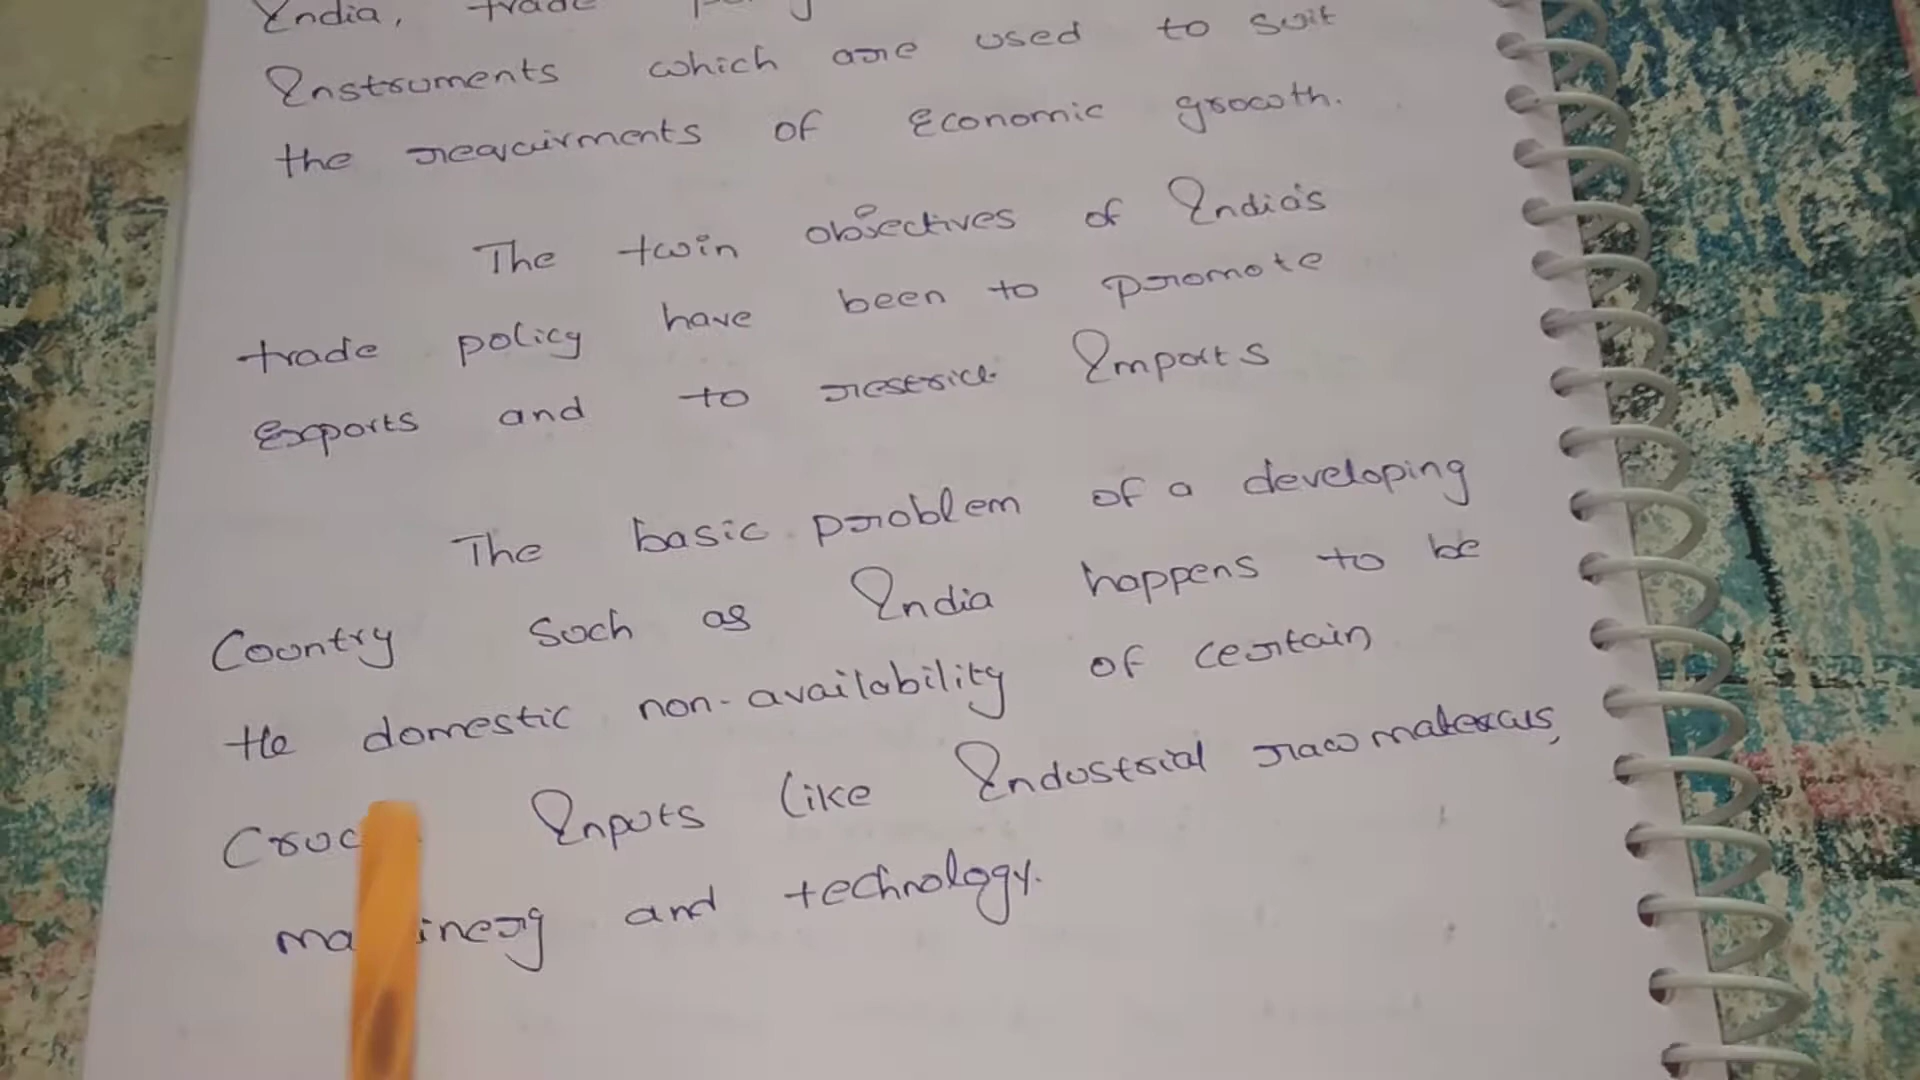 India, trade
Instruments which are used to suit
the reqcuirments of Economic growth.
The twin objectives of India's
trade policy have been to promote
Exports and to restrict Imports
The basic problem of a developing
Country Such as India happens to be
the domestic non-availability of certain
Inputs like Industrial raw materials,
and technology.